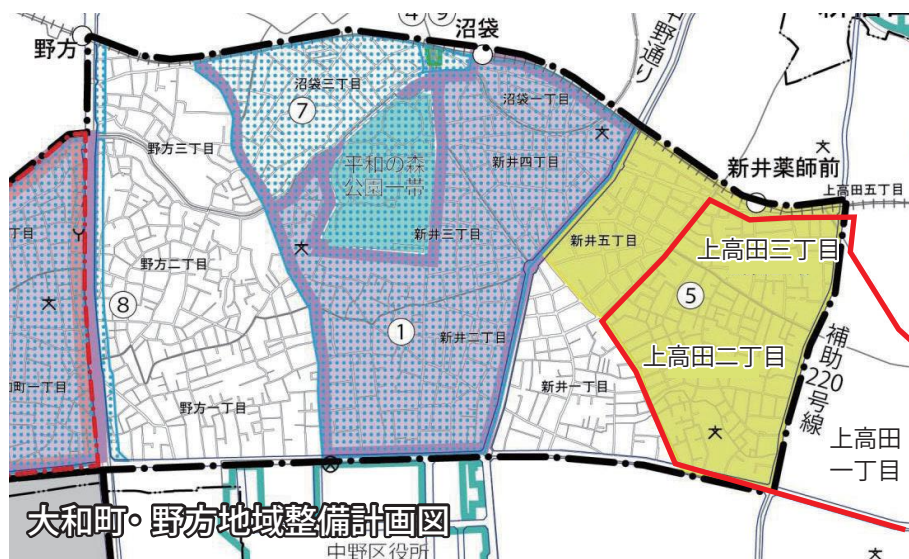 ④⑨
沼袋
中野通り
野方
沼袋三丁目
⑦
沼袋一丁目
野方三丁目
平和の森
公園一帯
新井四丁目
新井薬師前
上高田五丁目
丁目
新井三丁目
新井五丁目
上高田三丁目
野方二丁目
⑧
①
⑤
新井二丁目
上高田二丁目
補助220号線
和町一丁目
野方一丁目
新井一丁目
上高田
一丁目
大和町・野方地域整備計画図
中野区役所